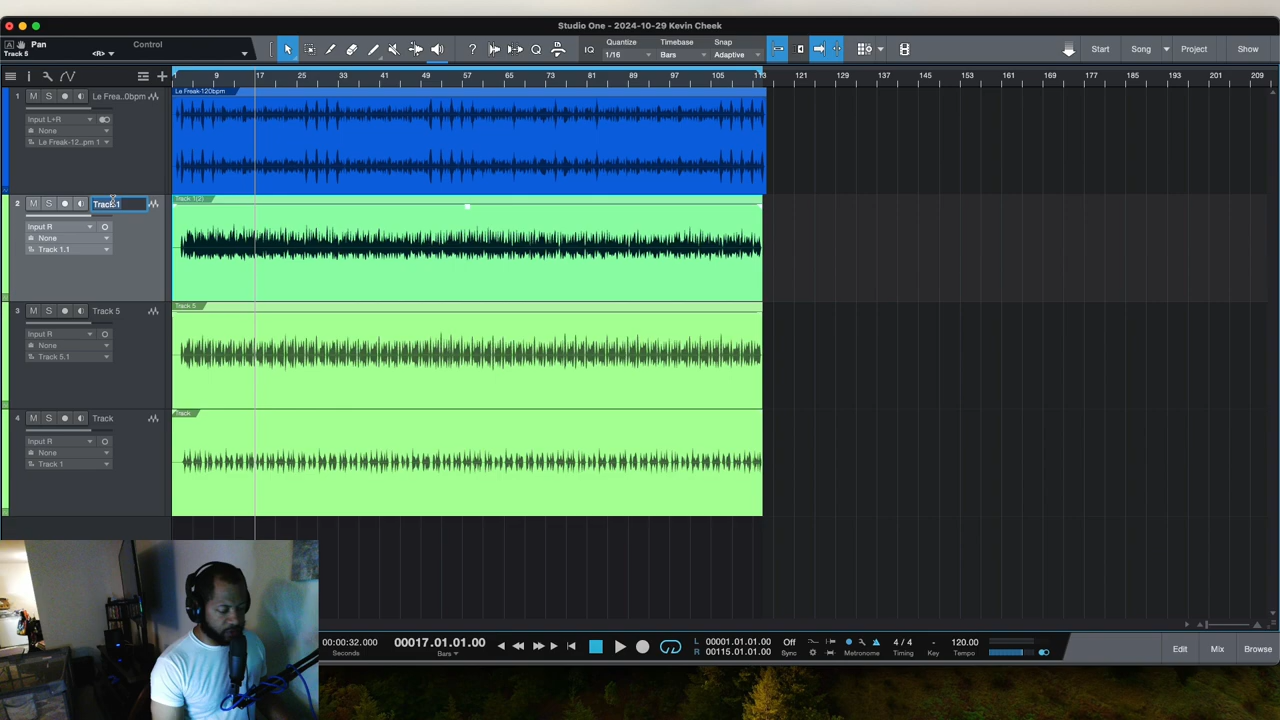 Studio One - 2024-10-29 Kevin Cheek
Pan
Control
Track 5
<R>
IQ
Quantize
Timebase
Snap
1/16
Bars
Adaptive
Start
Song
Project
Show
1 9 17 25 33 41 49 57 65 73 81 89 97 105 113 121 129 137 145 153 161 169 177 185 193 201 209
1 M S Le Frea..0bpm
Input L+R
None
Le Freak-12..pm 1
Le Freak-120bpm
2 M S Track 1
Input R
None
Track 1.1
Track 1(2)
3 M S Track 5
Input R
None
Track 5.1
Track 5
4 M S Track
Input R
None
Track 1
Track
00:00:32.000
Seconds
00017.01.01.00
Bars
L 00001.01.01.00
R 00115.01.01.00
Off
Sync
Metronome
4 / 4
Timing
-
Key
120.00
Tempo
Edit
Mix
Browse